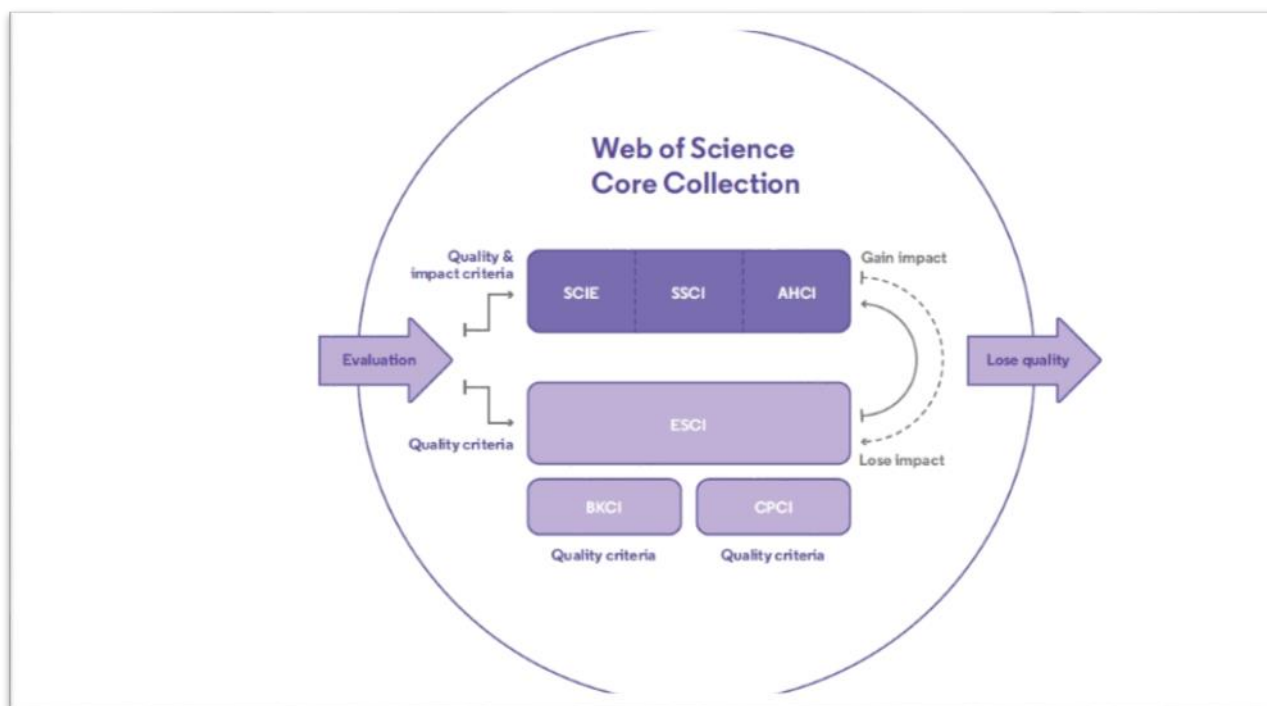 Web of Science
Core Collection
Quality &
impact criteria
SCIE
SSCI
AHCI
Gain impact
Evaluation
Lose quality
ESCI
Quality criteria
Lose impact
BKCI
CPCI
Quality criteria
Quality criteria